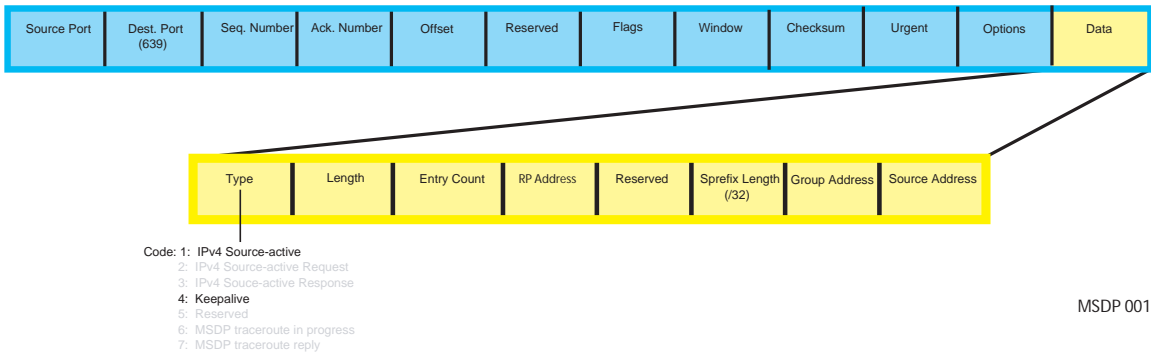 Source Port
Dest. Port
(639)
Seq. Number
Ack. Number
Offset
Reserved
Flags
Window
Checksum
Urgent
Options
Data
Type
Length
Entry Count
RP Address
Reserved
Sprefix Length
(/32)
Group Address
Source Address
Code: 1: IPv4 Source-active
2: IPv4 Source-active Request
3: IPv4 Souce-active Response
4: Keepalive
5: Reserved
6: MSDP traceroute in progress
7: MSDP traceroute reply
MSDP 001